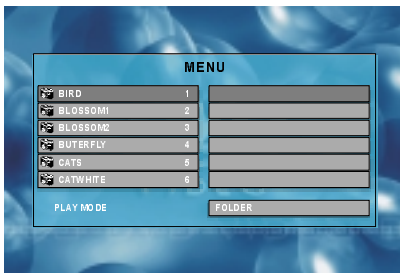 MENU
BIRD 1
BLOSSOM1 2
BLOSSOM2 3
BUTERFLY 4
CATS 5
CATWHITE 6
PLAY MODE FOLDER